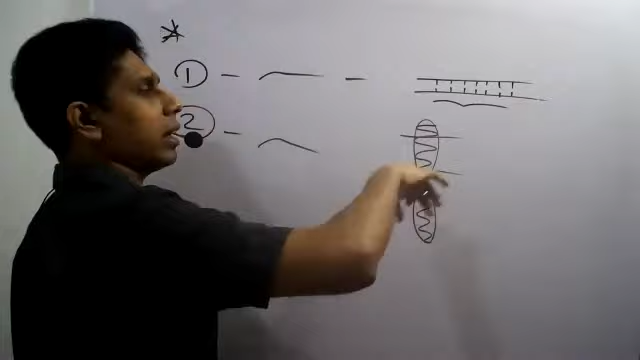 *
① – —— –
② – ——